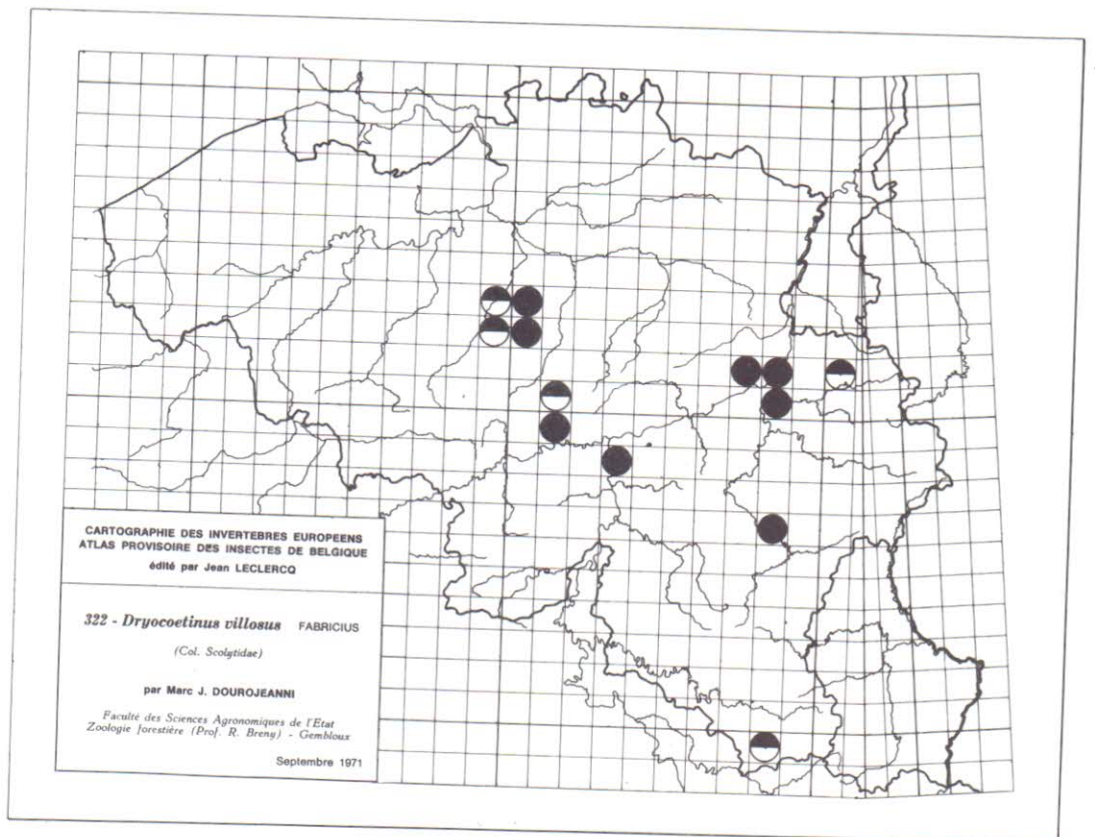 CARTOGRAPHIE DES INVERTEBRES EUROPEENS
ATLAS PROVISOIRE DES INSECTES DE BELGIQUE
édité par Jean LECLERCQ
322 - Dryocoetinus villosus FABRICIUS
(Col. Scolytidae)
par Marc J. DOUROJEANNI
Faculté des Sciences Agronomiques de l'Etat
Zoologie forestière (Prof. R. Breny) - Gembloux
Septembre 1971